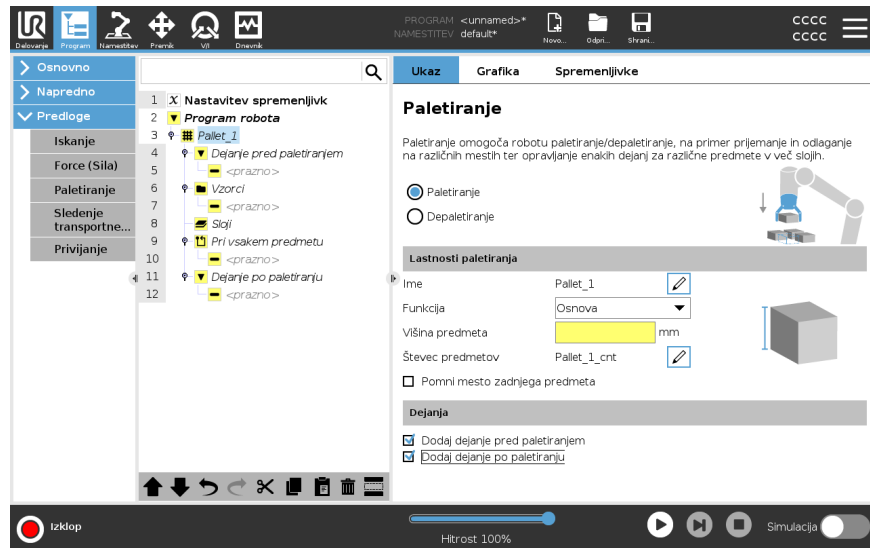 PROGRAM <unnamed>*
NAMESTITEV default*
cccc
cccc
Delovanje
Program
Namestitev
Premik
V/I
Dnevnik
Novo...
Odpri...
Shrani...
Osnovno
Napredno
Predloge
Iskanje
Force (Sila)
Paletiranje
Sledenje
transportne...
Privijanje
1 X Nastavitev spremenljivk
2 Program robota
3 Pallet_1
4 Dejanje pred paletiranjem
5 <prazno>
6 Vzorci
7 <prazno>
8 Sloji
9 Pri vsakem predmetu
10 <prazno>
11 Dejanje po paletiranju
12 <prazno>
Ukaz Grafika Spremenljivke
Paletiranje
Paletiranje omogoča robotu paletiranje/depaletiranje, na primer prijemanje in odlaganje
na različnih mestih ter opravljanje enakih dejanj za različne predmete v več slojih.
Paletiranje
Depaletiranje
Lastnosti paletiranja
Ime Pallet_1
Funkcija Osnova
Višina predmeta mm
Števec predmetov Pallet_1_cnt
Pomni mesto zadnjega predmeta
Dejanja
Dodaj dejanje pred paletiranjem
Dodaj dejanje po paletiranju
Izklop
Hitrost 100%
Simulacija